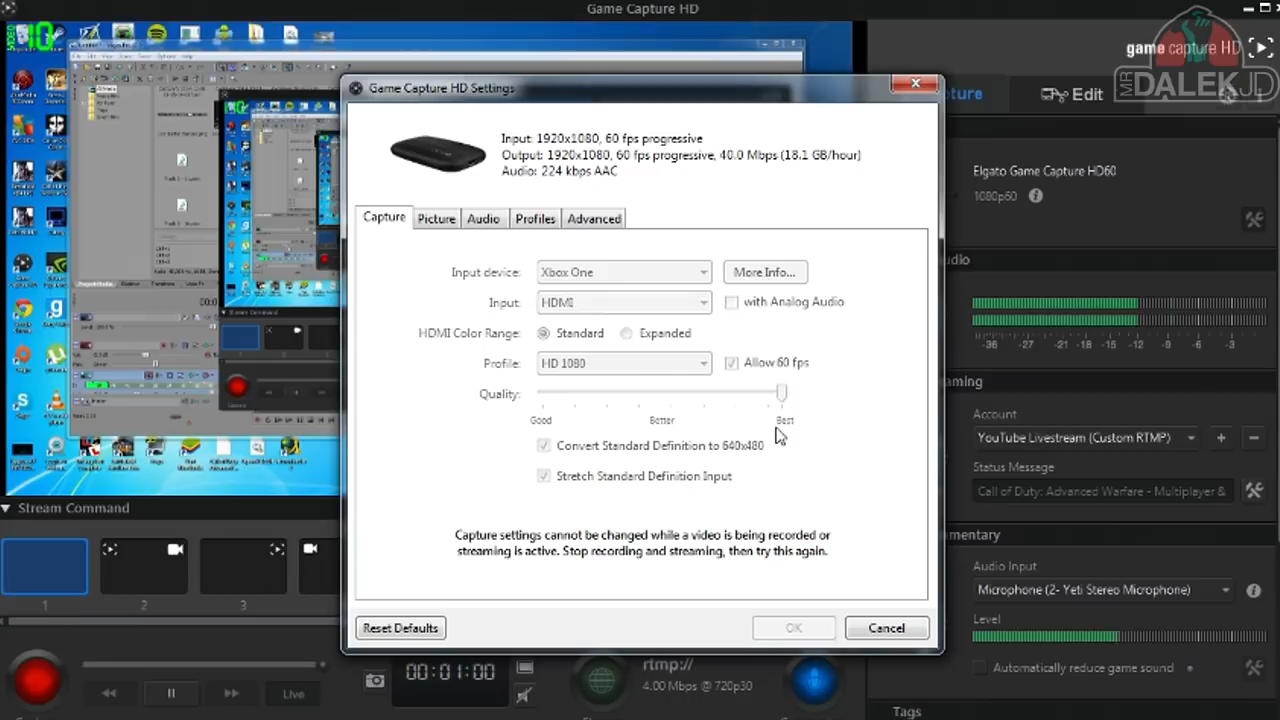 Game Capture HD
game capture HD
MR
DALEKJD
Edit
Game Capture HD Settings
Input: 1920x1080, 60 fps progressive
Output: 1920x1080, 60 fps progressive, 40.0 Mbps (18.1 GB/hour)
Audio: 224 kbps AAC
Capture
Picture
Audio
Profiles
Advanced
Input device:
Xbox One
More Info...
Input:
HDMI
with Analog Audio
HDMI Color Range:
Standard
Expanded
Profile:
HD 1080
Allow 60 fps
Quality:
Good
Better
Best
Convert Standard Definition to 640x480
Stretch Standard Definition Input
Capture settings cannot be changed while a video is being recorded or
streaming is active. Stop recording and streaming, then try this again.
Reset Defaults
OK
Cancel
Elgato Game Capture HD60
1080p60
-36 -27 -18 -12 -9 -6 -3
Account
YouTube Livestream (Custom RTMP)
Status Message
Call of Duty: Advanced Warfare - Multiplayer &
Audio Input
Microphone (2- Yeti Stereo Microphone)
Level
Automatically reduce game sound
Tags
Stream Command
1
2
3
00:01:00
Live
rtmp://
4.00 Mbps @ 720p30